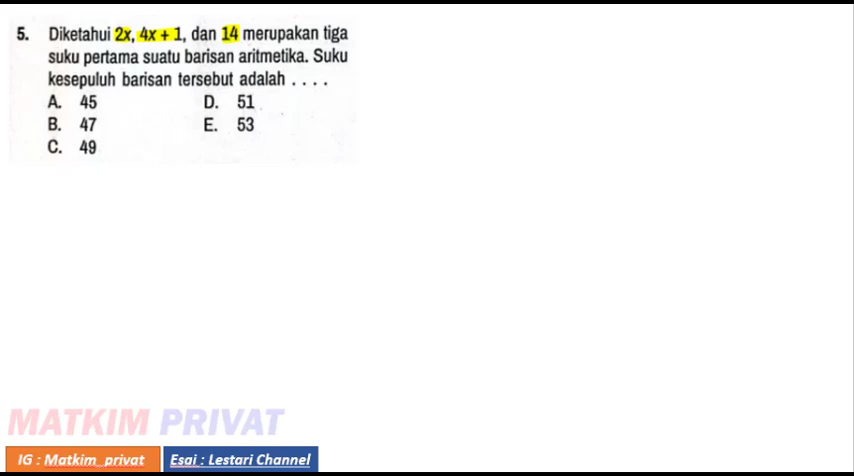 5. Diketahui 2x, 4x + 1, dan 14 merupakan tiga
suku pertama suatu barisan aritmetika. Suku
kesepuluh barisan tersebut adalah . . . .
A. 45 D. 51
B. 47 E. 53
C. 49
MATKIM PRIVAT
IG : Matkim_privat Esai : Lestari Channel